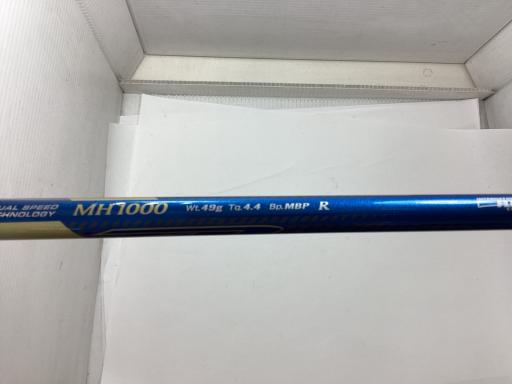 UAL SPEED
CHNOLOGY
MH1000 Wt.49g Tq.4.4 Bp.MBP R